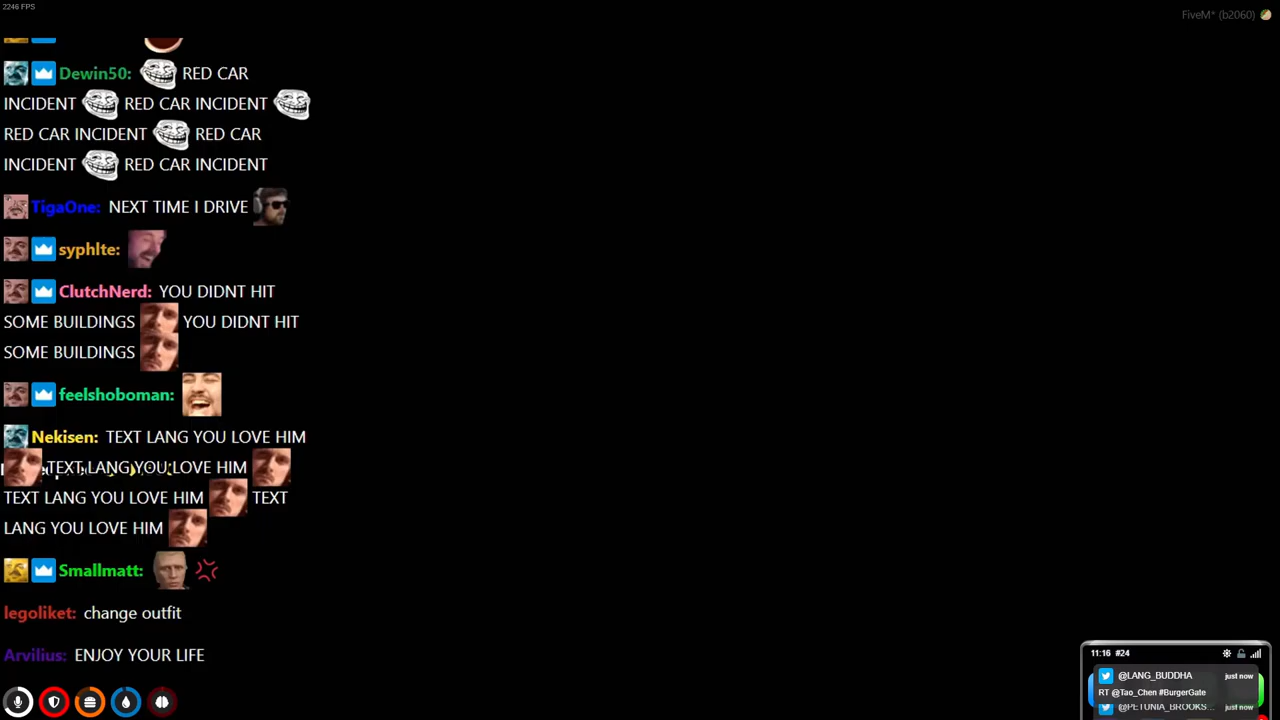 2246 FPS
FiveM* (b2060)
Dewin50: RED CAR
INCIDENT RED CAR INCIDENT
RED CAR INCIDENT RED CAR
INCIDENT RED CAR INCIDENT
TigaOne: NEXT TIME I DRIVE
syphlte:
ClutchNerd: YOU DIDNT HIT
SOME BUILDINGS YOU DIDNT HIT
SOME BUILDINGS
feelshoboman:
Nekisen: TEXT LANG YOU LOVE HIM
TEXT LANG YOU LOVE HIM
TEXT LANG YOU LOVE HIM TEXT
LANG YOU LOVE HIM
Smallmatt:
legoliket: change outfit
Arvilius: ENJOY YOUR LIFE
11:16 #24
@LANG_BUDDHA just now
RT @Tao_Chen #BurgerGate
@PETUNIA_BROOKS... just now